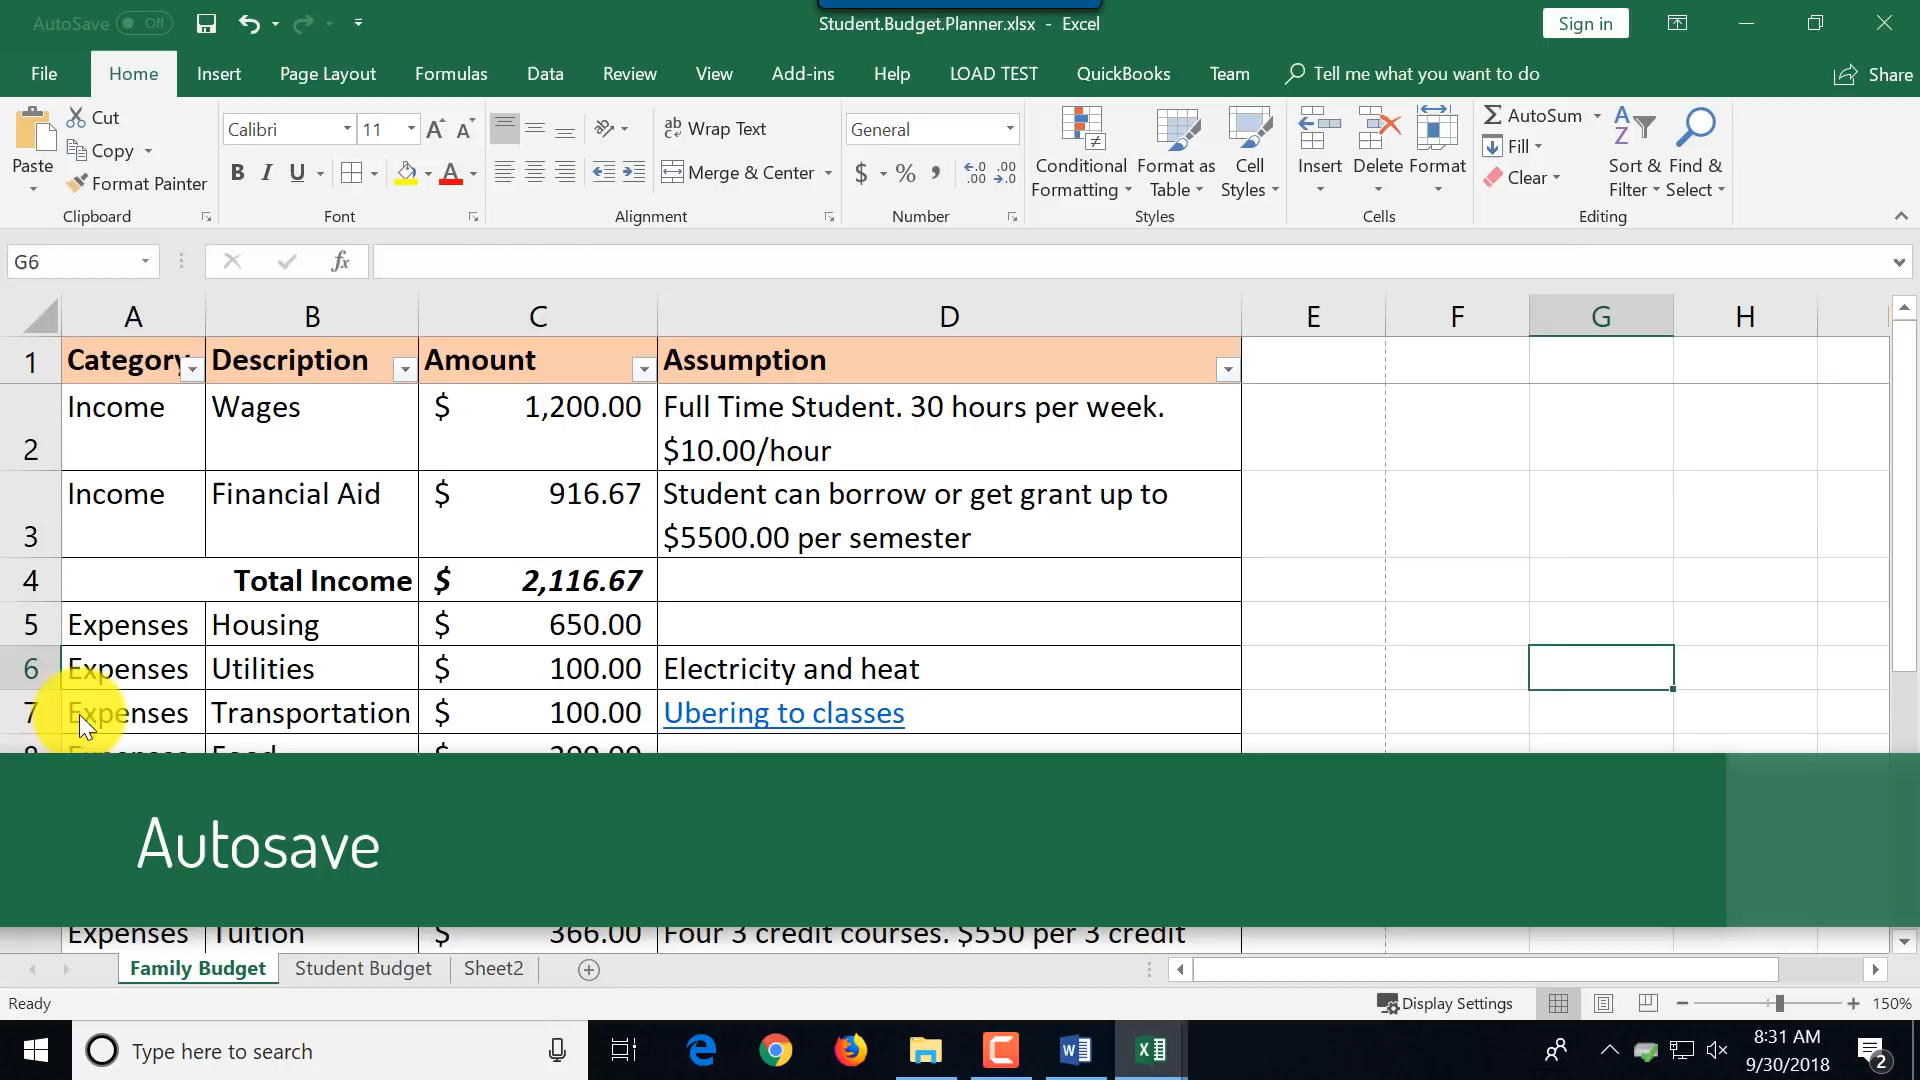 AutoSave Off
Student.Budget.Planner.xlsx - Excel
Sign in
File Home Insert Page Layout Formulas Data Review View Add-ins Help LOAD TEST QuickBooks Team Tell me what you want to do Share
Paste
Cut
Copy
Format Painter
Clipboard
Calibri 11
B I U
Font
Wrap Text
Merge & Center
Alignment
General
$ % ,
Number
Conditional Formatting
Format as Table
Cell Styles
Styles
Insert Delete Format
Cells
AutoSum
Fill
Clear
Sort & Filter
Find & Select
Editing
G6
fx
A B C D E F G H
1 Category Description Amount Assumption
2 Income Wages $ 1,200.00 Full Time Student. 30 hours per week.
$10.00/hour
3 Income Financial Aid $ 916.67 Student can borrow or get grant up to
$5500.00 per semester
4 Total Income $ 2,116.67
5 Expenses Housing $ 650.00
6 Expenses Utilities $ 100.00 Electricity and heat
7 Expenses Transportation $ 100.00 Ubering to classes
Autosave
Expenses Tuition $ 366.00 Four 3 credit courses. $550 per 3 credit
Family Budget Student Budget Sheet2
Ready
Display Settings
150%
Type here to search
8:31 AM
9/30/2018
2